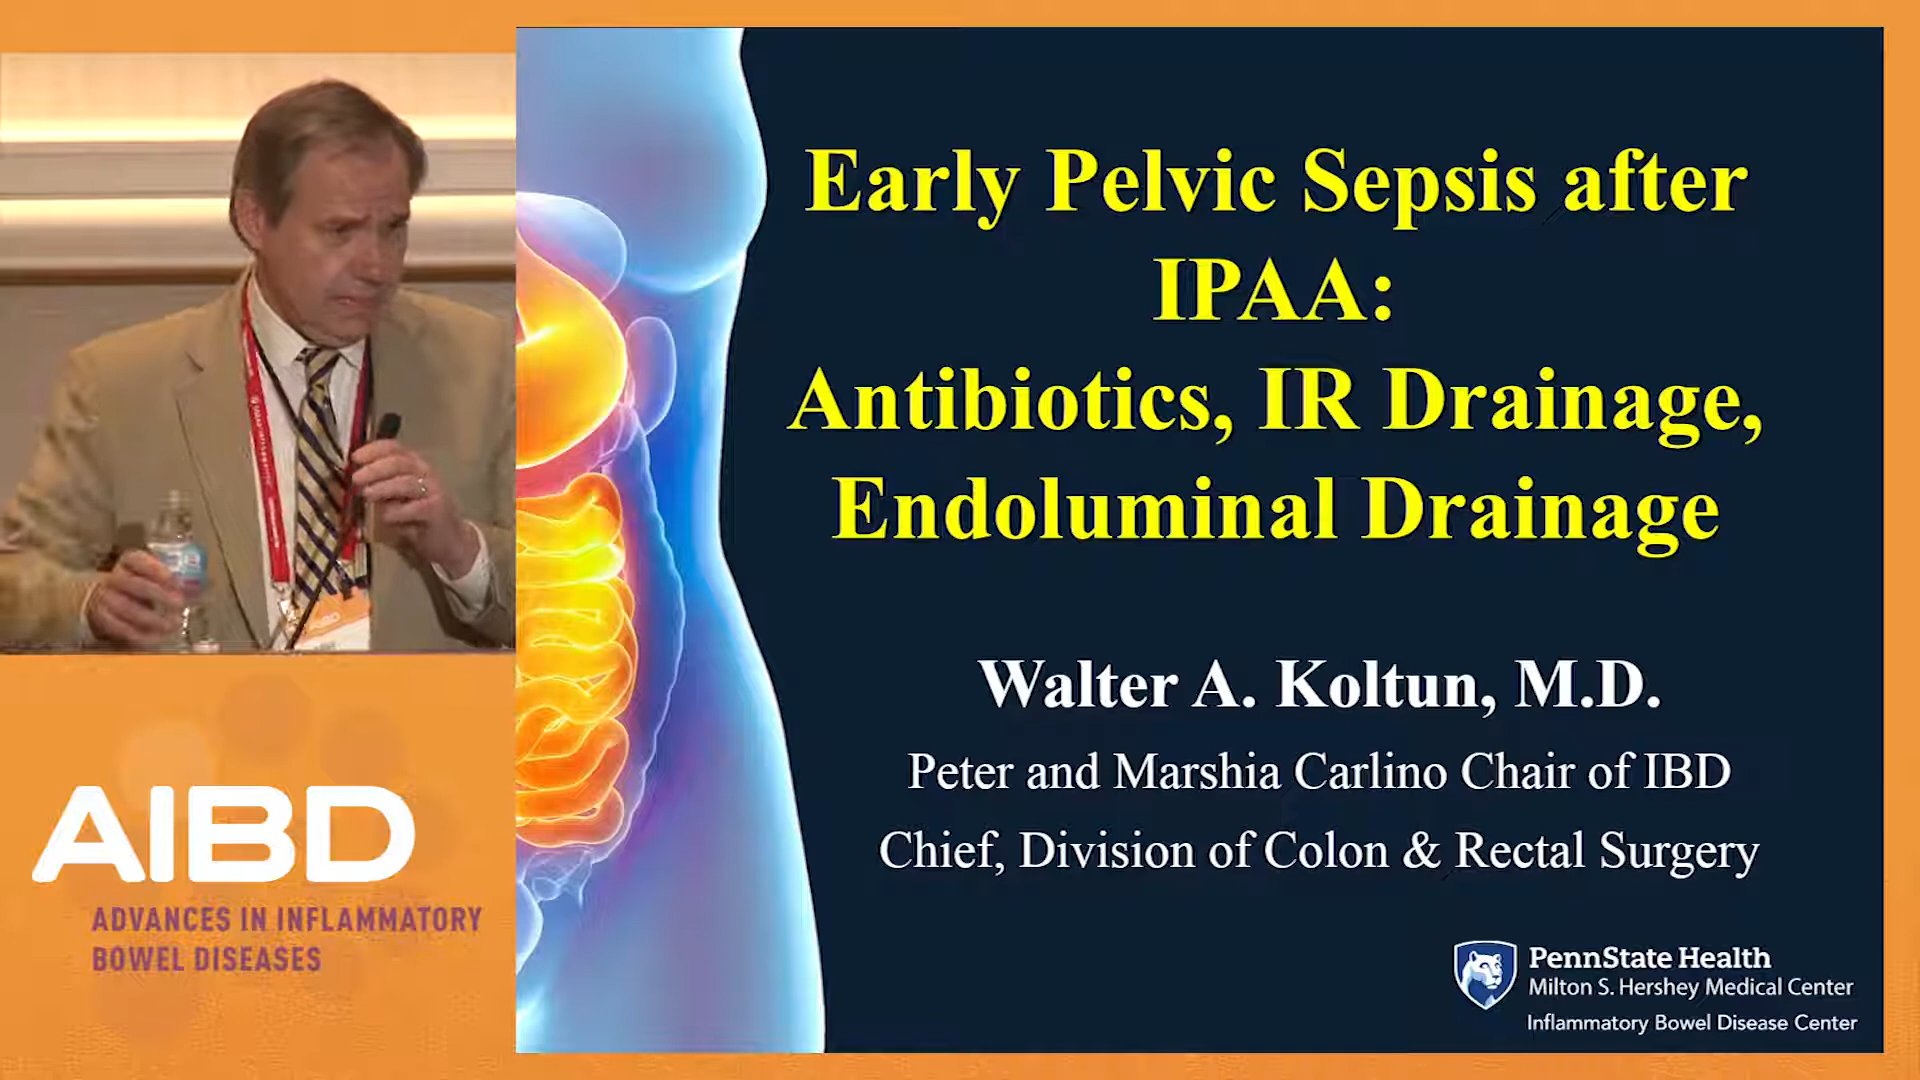 Early Pelvic Sepsis after
IPAA:
Antibiotics, IR Drainage,
Endoluminal Drainage
Walter A. Koltun, M.D.
Peter and Marshia Carlino Chair of IBD
Chief, Division of Colon & Rectal Surgery
PennState Health
Milton S. Hershey Medical Center
Inflammatory Bowel Disease Center
AIBD
ADVANCES IN INFLAMMATORY
BOWEL DISEASES
AIBD